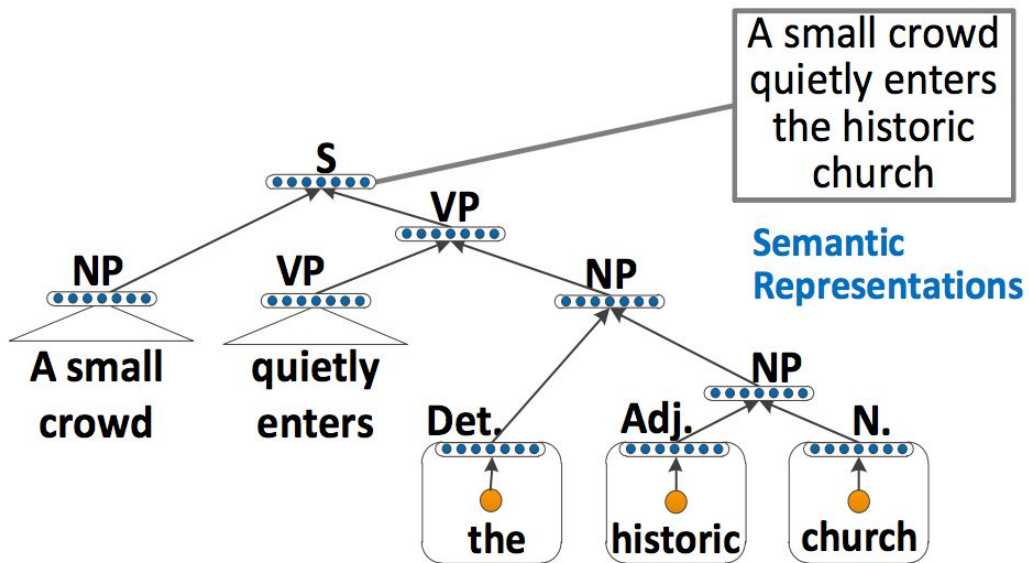 A small crowd
quietly enters
the historic
church
S
VP
Semantic
Representations
NP
VP
NP
A small
crowd
quietly
enters
NP
Det.
Adj.
N.
the
historic
church